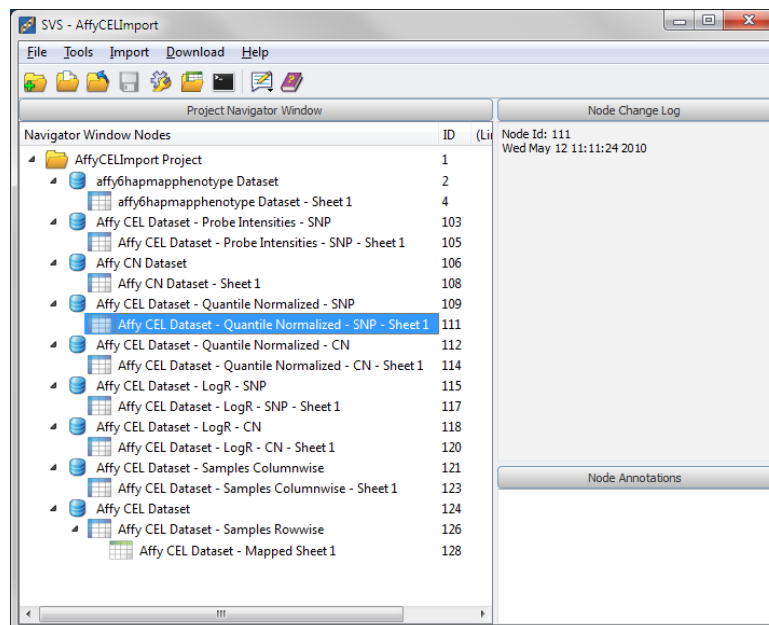 SVS - AffyCELImport
File Tools Import Download Help
Project Navigator Window
Node Change Log
Navigator Window Nodes ID (Li
Node Id: 111
Wed May 12 11:11:24 2010
AffyCELImport Project 1
affy6hapmapphenotype Dataset 2
affy6hapmapphenotype Dataset - Sheet 1 4
Affy CEL Dataset - Probe Intensities - SNP 103
Affy CEL Dataset - Probe Intensities - SNP - Sheet 1 105
Affy CN Dataset 106
Affy CN Dataset - Sheet 1 108
Affy CEL Dataset - Quantile Normalized - SNP 109
Affy CEL Dataset - Quantile Normalized - SNP - Sheet 1 111
Affy CEL Dataset - Quantile Normalized - CN 112
Affy CEL Dataset - Quantile Normalized - CN - Sheet 1 114
Affy CEL Dataset - LogR - SNP 115
Affy CEL Dataset - LogR - SNP - Sheet 1 117
Affy CEL Dataset - LogR - CN 118
Affy CEL Dataset - LogR - CN - Sheet 1 120
Affy CEL Dataset - Samples Columnwise 121
Affy CEL Dataset - Samples Columnwise - Sheet 1 123
Node Annotations
Affy CEL Dataset 124
Affy CEL Dataset - Samples Rowwise 126
Affy CEL Dataset - Mapped Sheet 1 128